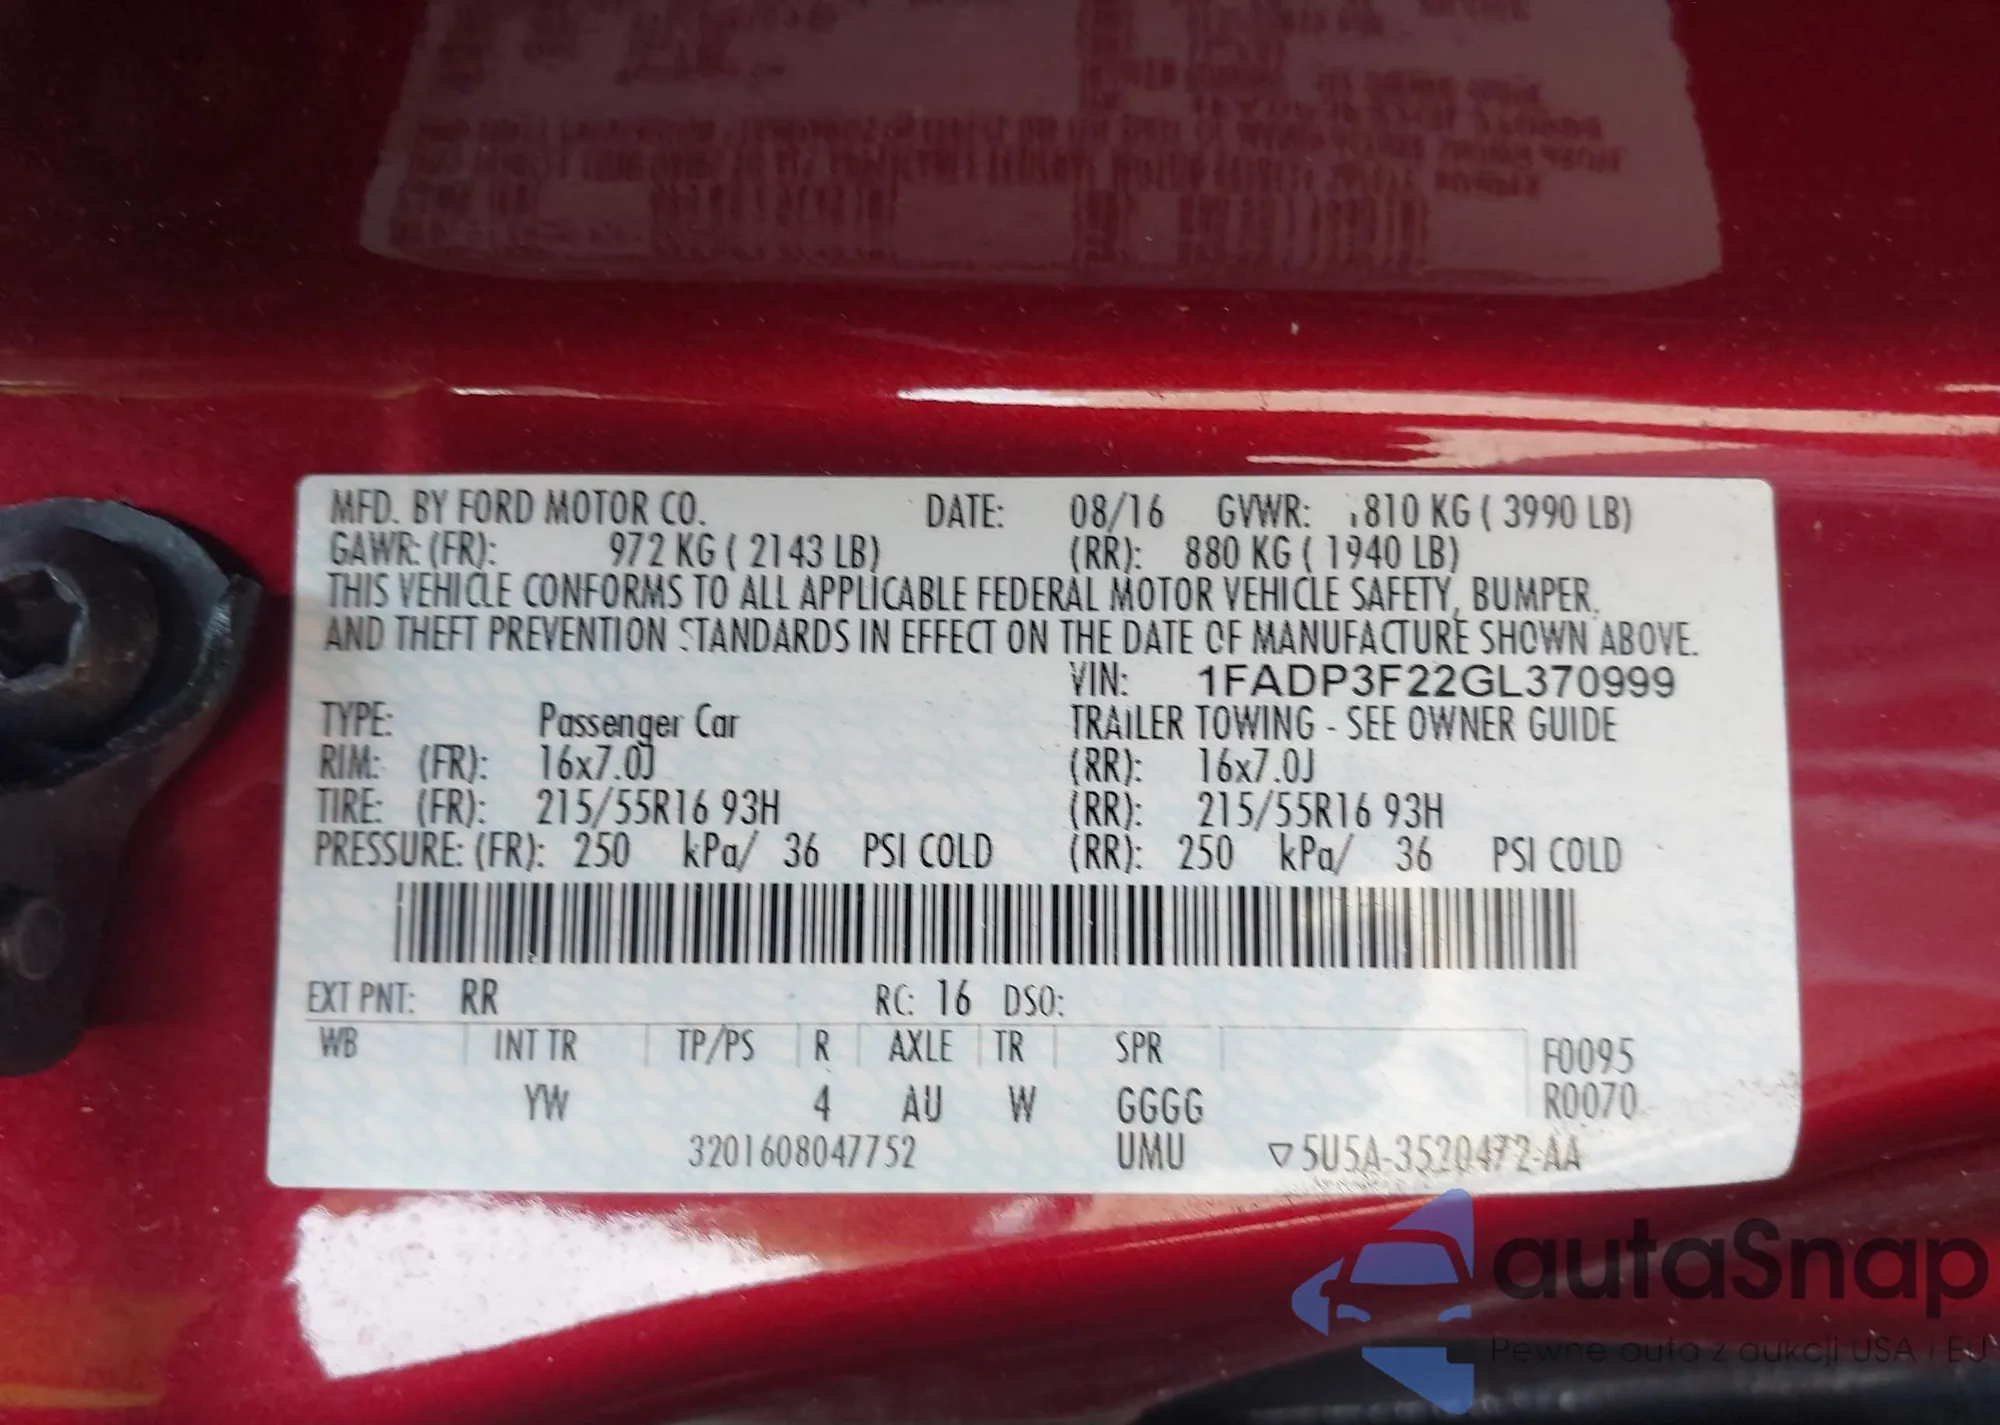 MFD. BY FORD MOTOR CO. DATE: 08/16 GVWR: 1810 KG ( 3990 LB)
GAWR: (FR): 972 KG ( 2143 LB) (RR): 880 KG ( 1940 LB)
THIS VEHICLE CONFORMS TO ALL APPLICABLE FEDERAL MOTOR VEHICLE SAFETY, BUMPER,
AND THEFT PREVENTION STANDARDS IN EFFECT ON THE DATE OF MANUFACTURE SHOWN ABOVE.
VIN: 1FADP3F22GL370999
TYPE: Passenger Car TRAILER TOWING - SEE OWNER GUIDE
RIM: (FR): 16x7.0J (RR): 16x7.0J
TIRE: (FR): 215/55R16 93H (RR): 215/55R16 93H
PRESSURE: (FR): 250 kPa/ 36 PSI COLD (RR): 250 kPa/ 36 PSI COLD
EXT PNT: RR RC: 16 DSO:
WB INT TR TP/PS R AXLE TR SPR F0095
YW 4 AU W GGGG R0070
3201608047752 UMU ▽5U5A-3520472-AA
autaSnap
Pewne auta z aukcji USA i EU